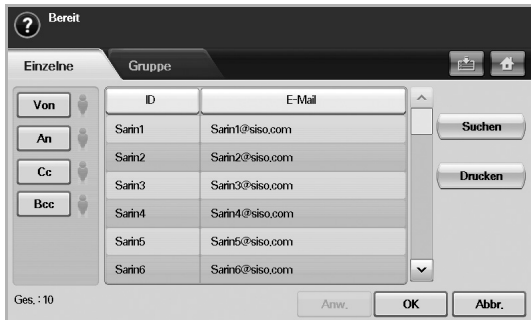 Bereit
Einzelne Gruppe
Von ID E-Mail
An Sarin1 Sarin1@siso.com Suchen
Sarin2 Sarin2@siso.com
Cc Sarin3 Sarin3@siso.com Drucken
Bcc Sarin4 Sarin4@siso.com
Sarin5 Sarin5@siso.com
Sarin6 Sarin6@siso.com
Ges. : 10 Anw. OK Abbr.